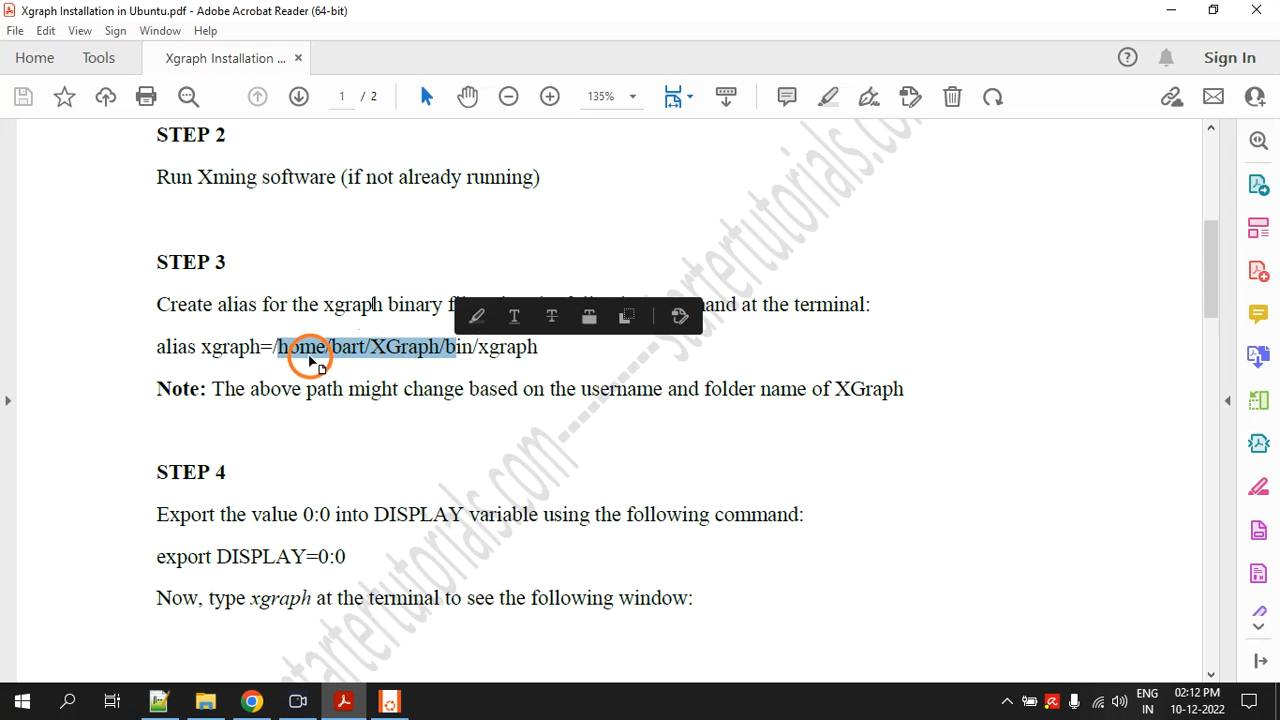 Xgraph Installation in Ubuntu.pdf - Adobe Acrobat Reader (64-bit)
File Edit View Sign Window Help
Home Tools Xgraph Installation ... Sign In
1 / 2 135%
STEP 2
Run Xming software (if not already running)
STEP 3
Create alias for the xgraph binary and at the terminal:
alias xgraph=/home/bart/XGraph/bin/xgraph
Note: The above path might change based on the username and folder name of XGraph
STEP 4
Export the value 0:0 into DISPLAY variable using the following command:
export DISPLAY=0:0
Now, type xgraph at the terminal to see the following window:
startertutorials.com------startertutorials.com
ENG 02:12 PM
IN 10-12-2022